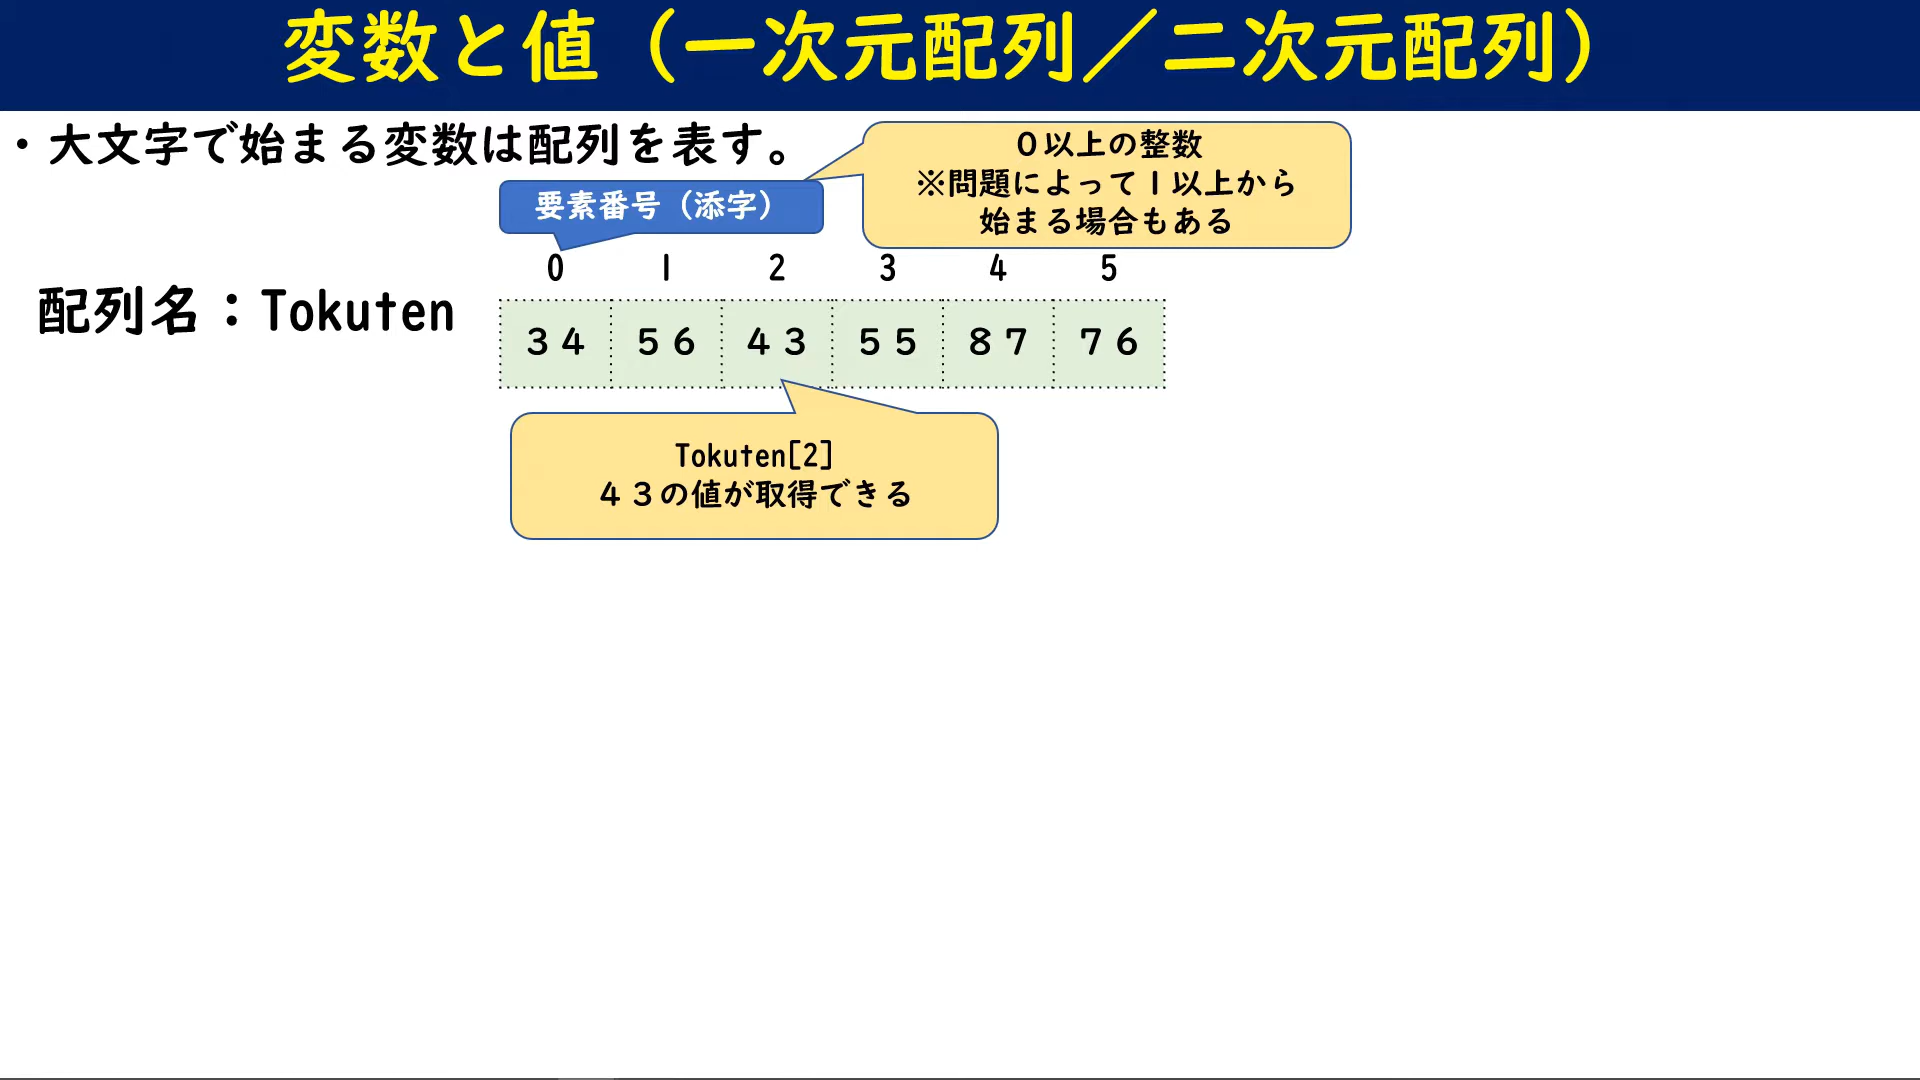 変数と値（一次元配列／二次元配列）
・大文字で始まる変数は配列を表す。
０以上の整数
※問題によって１以上から
始まる場合もある
要素番号（添字）
0 1 2 3 4 5
配列名：Tokuten
３４ ５６ ４３ ５５ ８７ ７６
Tokuten[2]
４３の値が取得できる